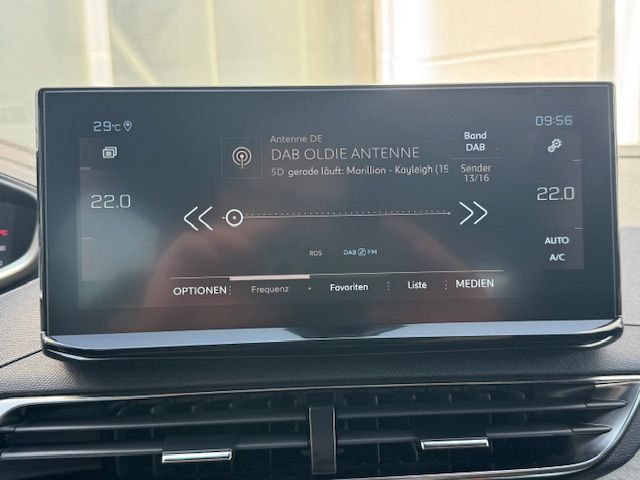 29°C
09:56
Antenne DE
DAB OLDIE ANTENNE
5D gerade läuft: Marillion - Kayleigh (19
Band
DAB
Sender
13/16
22.0
22.0
RDS
DAB FM
AUTO
A/C
OPTIONEN
Frequenz
Favoriten
Liste
MEDIEN